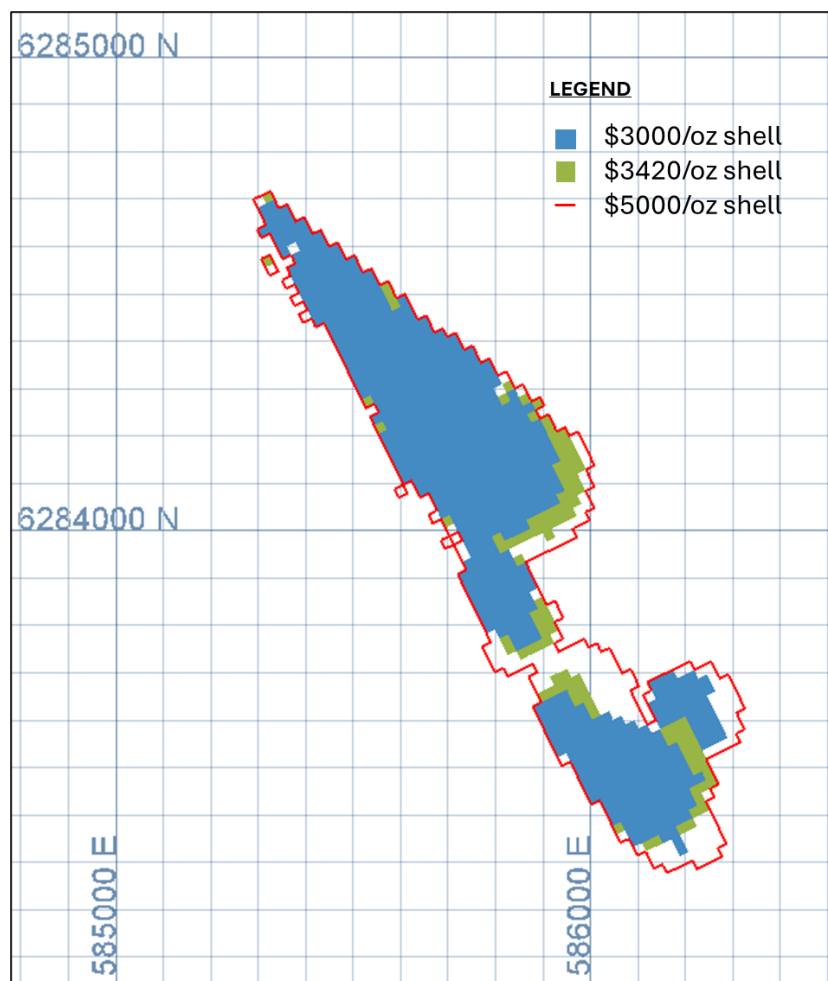 6285000 N
LEGEND
$3000/oz shell
$3420/oz shell
$5000/oz shell
6284000 N
585000 E
586000 E